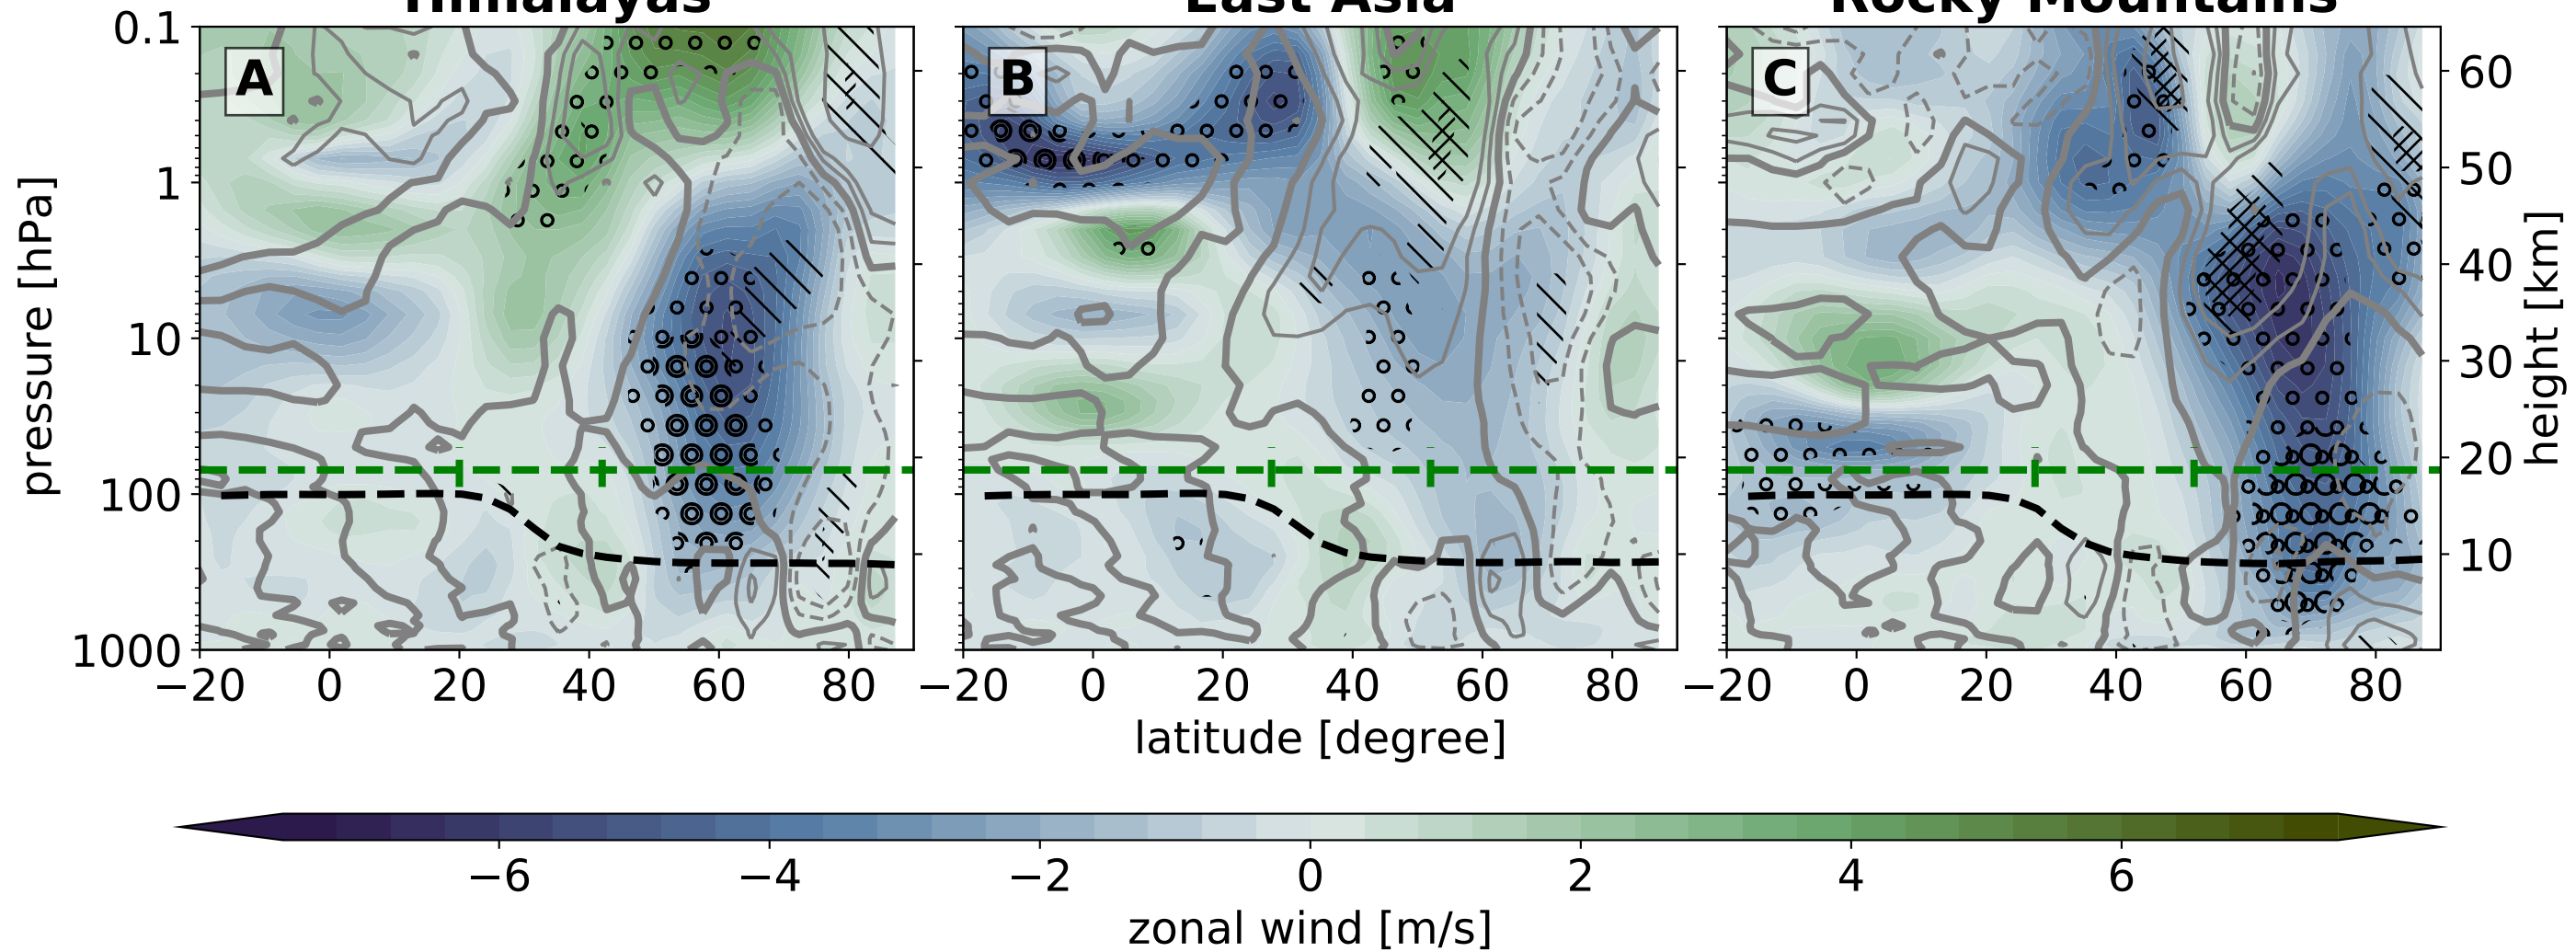 Himalayas East Asia Rocky Mountains
A B C
pressure [hPa]
0.1
1
10
100
1000
60
50
40
30
20
10
height [km]
−20 0 20 40 60 80 −20 0 20 40 60 80 −20 0 20 40 60 80
latitude [degree]
−6 −4 −2 0 2 4 6
zonal wind [m/s]